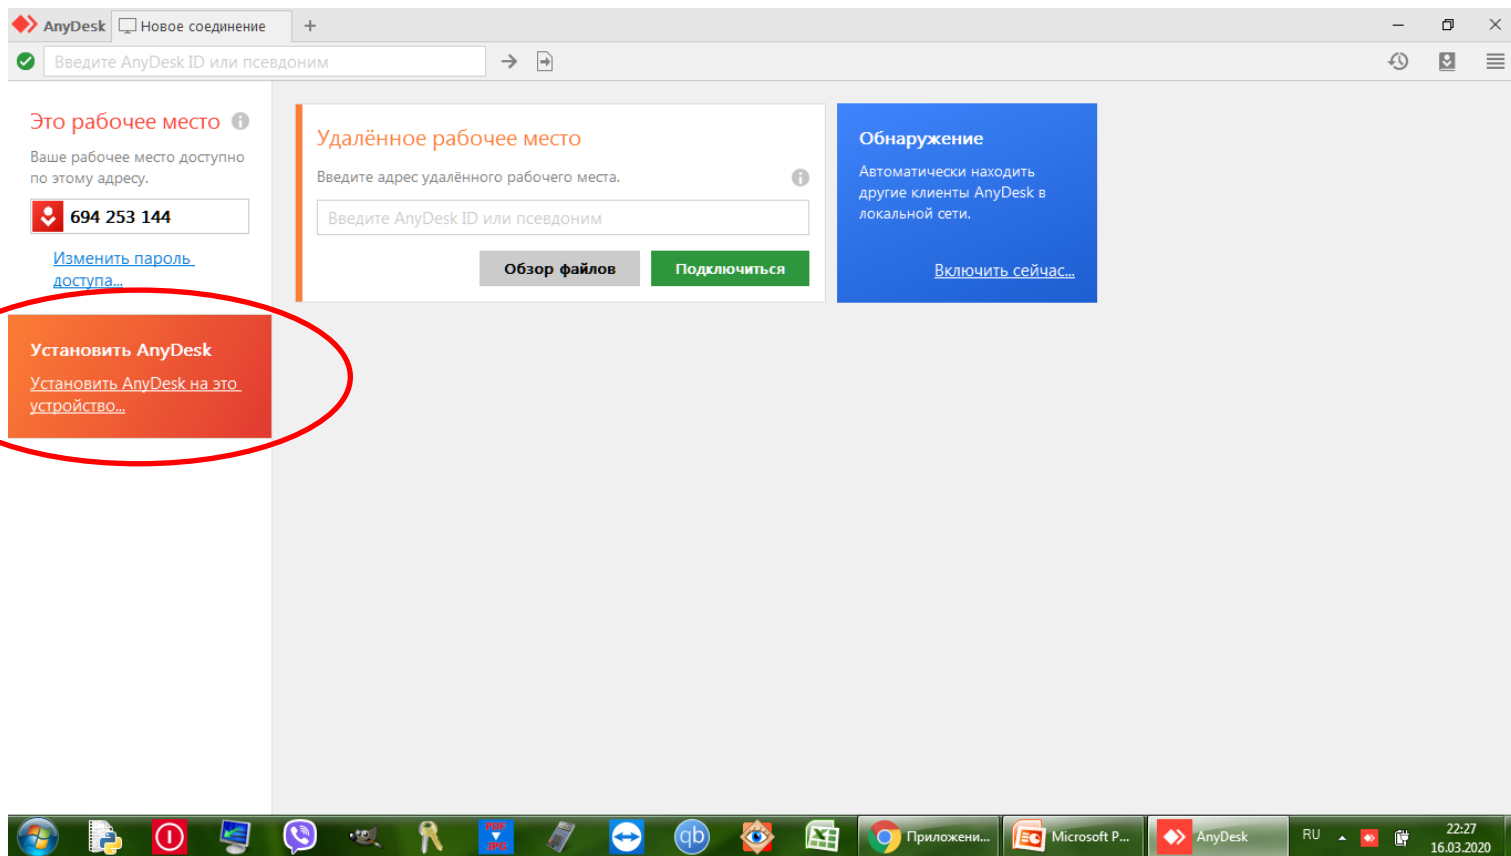 AnyDesk
Новое соединение
+
Введите AnyDesk ID или псевдоним
Это рабочее место
Ваше рабочее место доступно
по этому адресу.
694 253 144
Изменить пароль
доступа...
Установить AnyDesk
Установить AnyDesk на это
устройство...
Удалённое рабочее место
Введите адрес удалённого рабочего места.
Введите AnyDesk ID или псевдоним
Обзор файлов
Подключиться
Обнаружение
Автоматически находить
другие клиенты AnyDesk в
локальной сети.
Включить сейчас...
PDF
JPG
qb
Приложени...
Microsoft P...
AnyDesk
RU
22:27
16.03.2020